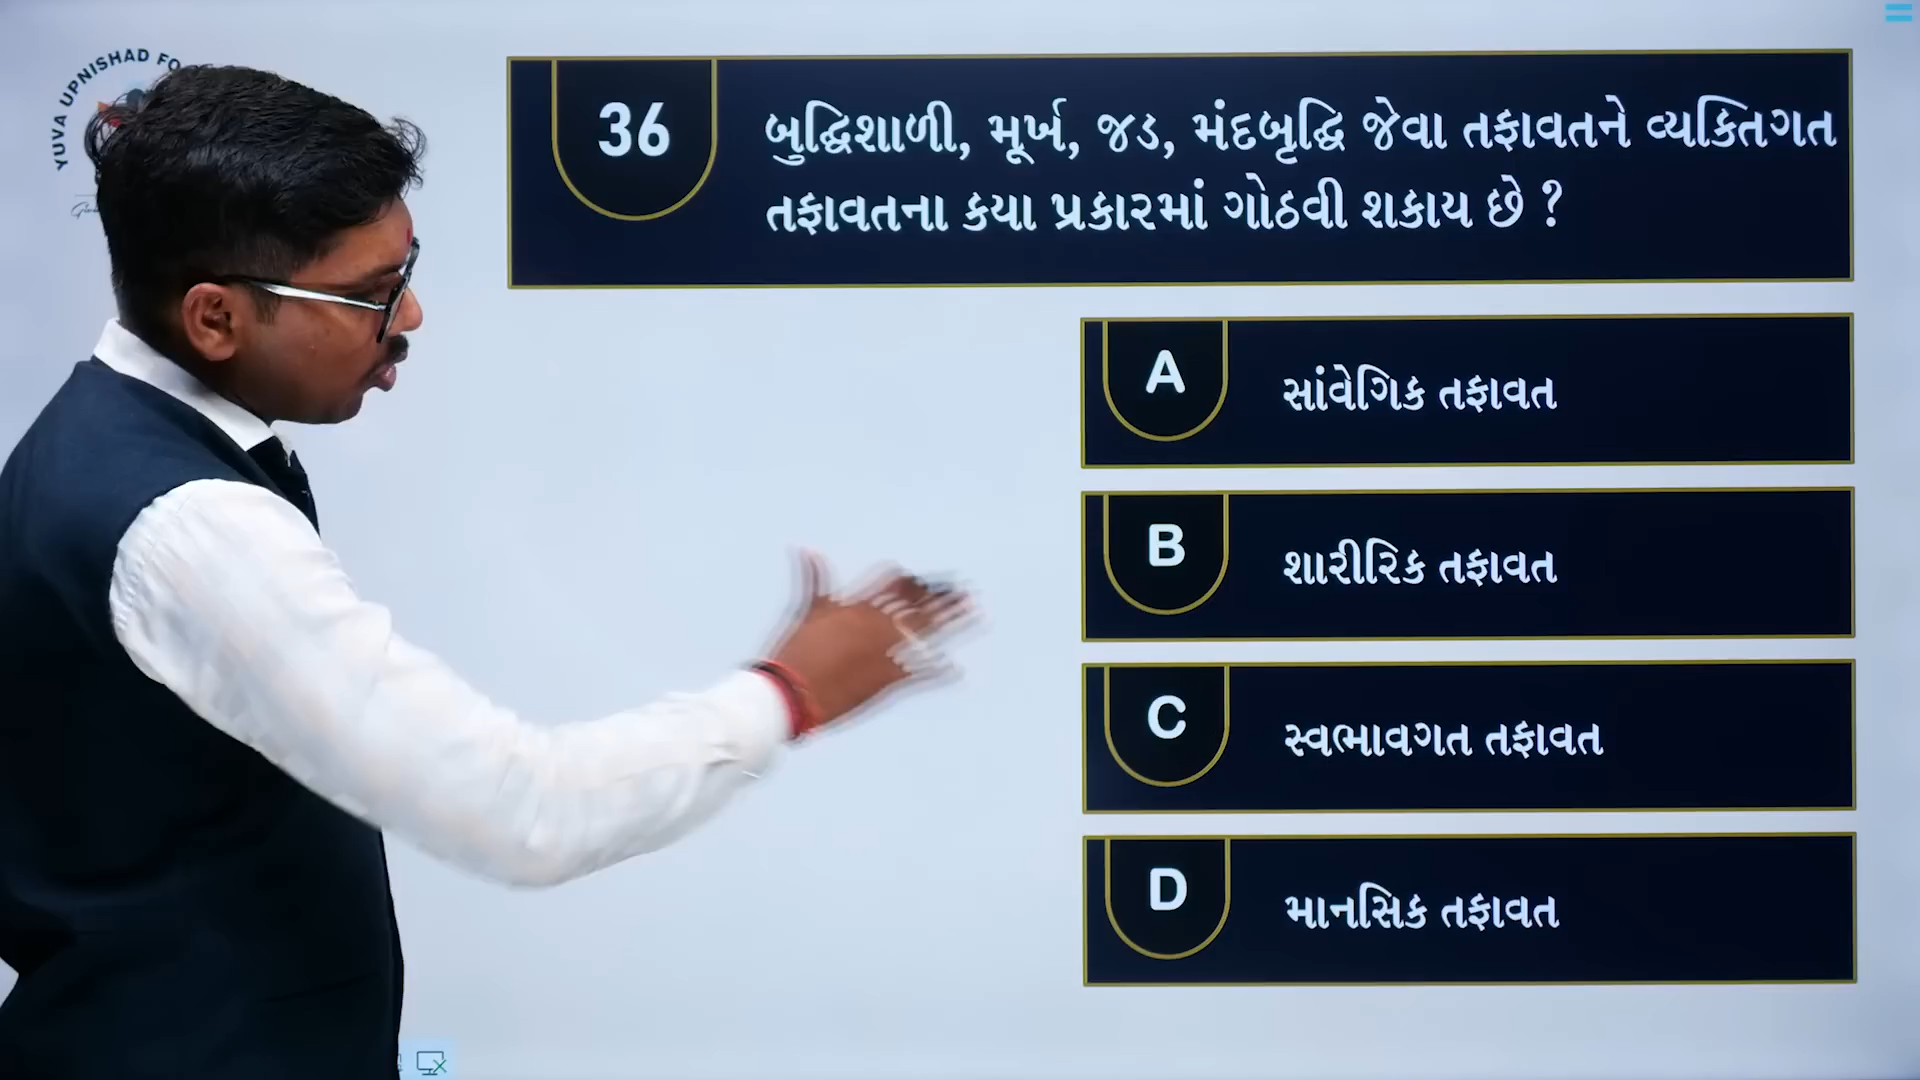 YUVA UPNISHAD FO
36
બુદ્ધિશાળી, મૂર્ખ, જડ, મંદબૃદ્ધિ જેવા તફાવતને વ્યક્તિગત
તફાવતના કયા પ્રકારમાં ગોઠવી શકાય છે ?
A
સાંવેગિક તફાવત
B
શારીરિક તફાવત
C
સ્વભાવગત તફાવત
D
માનસિક તફાવત